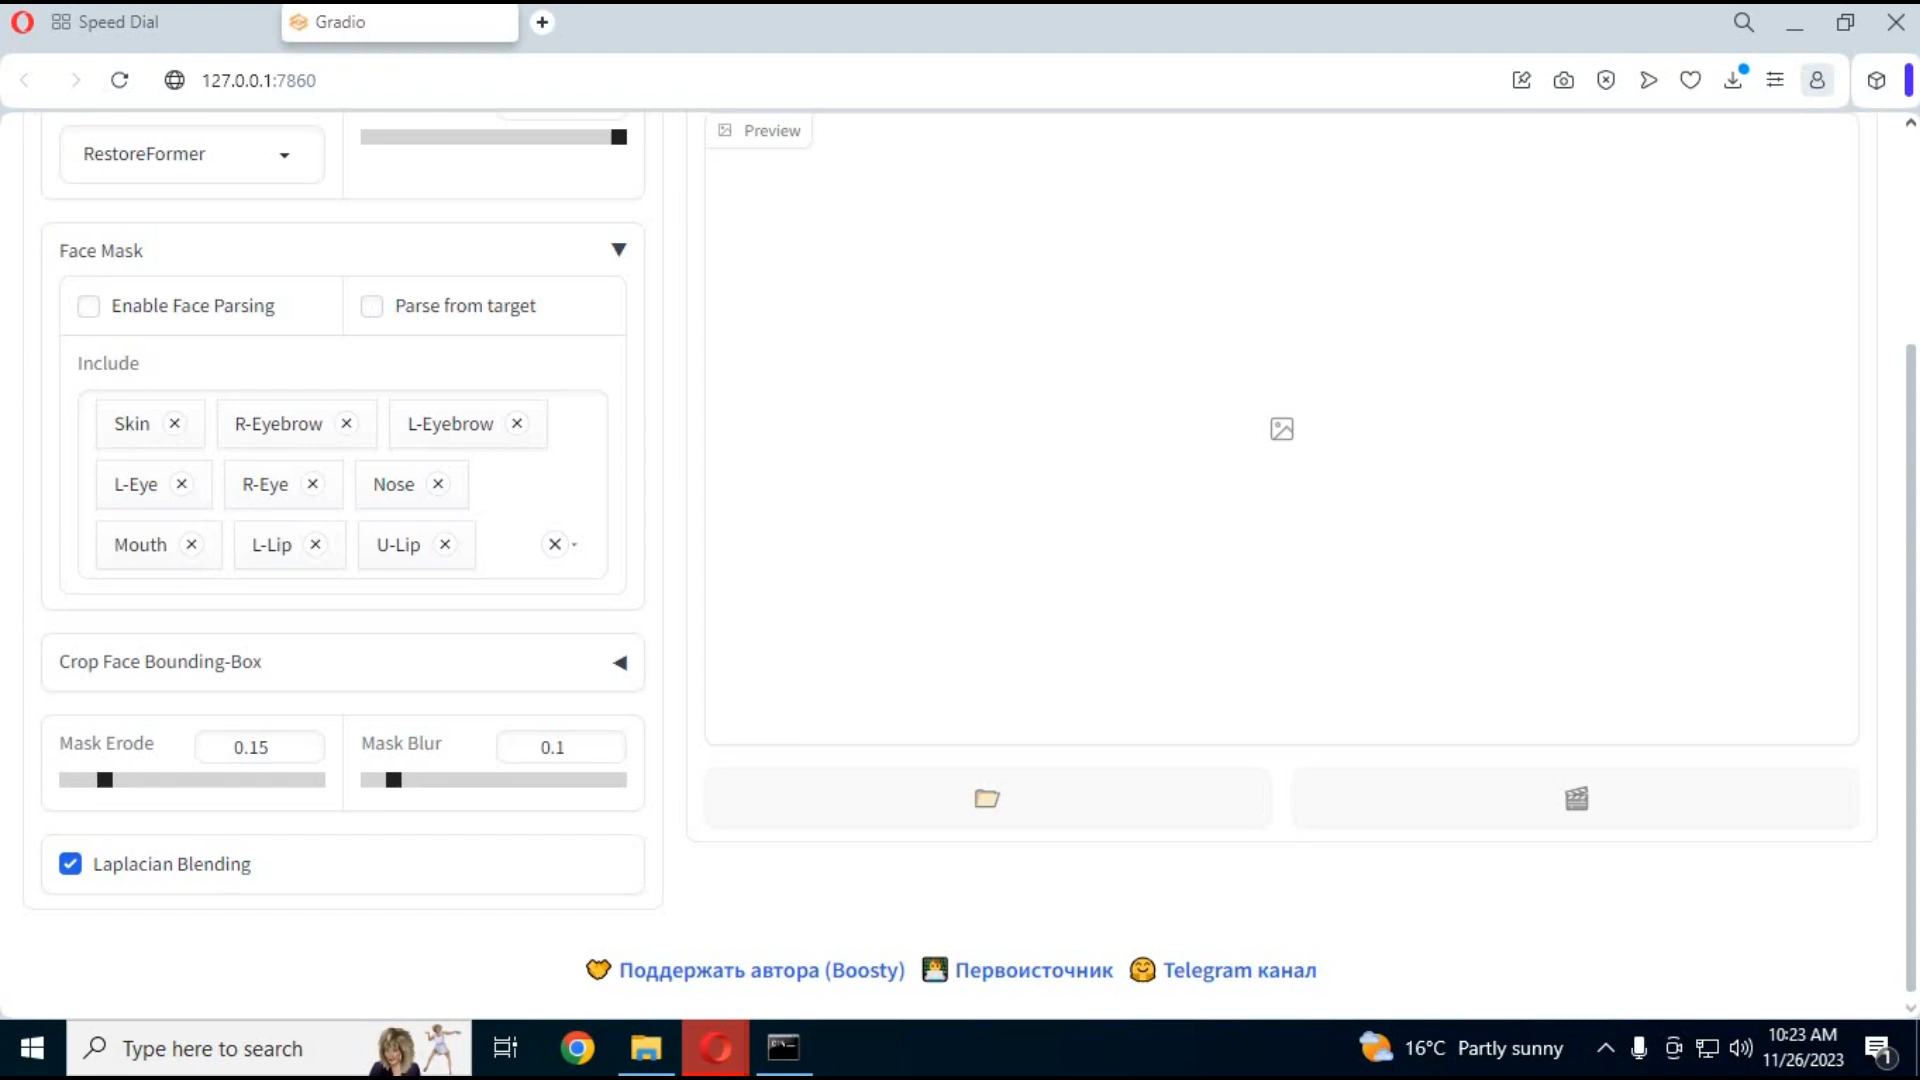 Speed Dial
Gradio
127.0.0.1:7860
RestoreFormer
Preview
Face Mask
Enable Face Parsing
Parse from target
Include
Skin
R-Eyebrow
L-Eyebrow
L-Eye
R-Eye
Nose
Mouth
L-Lip
U-Lip
Crop Face Bounding-Box
Mask Erode
0.15
Mask Blur
0.1
Laplacian Blending
Поддержать автора (Boosty)
Первоисточник
Telegram канал
Type here to search
16°C Partly sunny
10:23 AM
11/26/2023
1